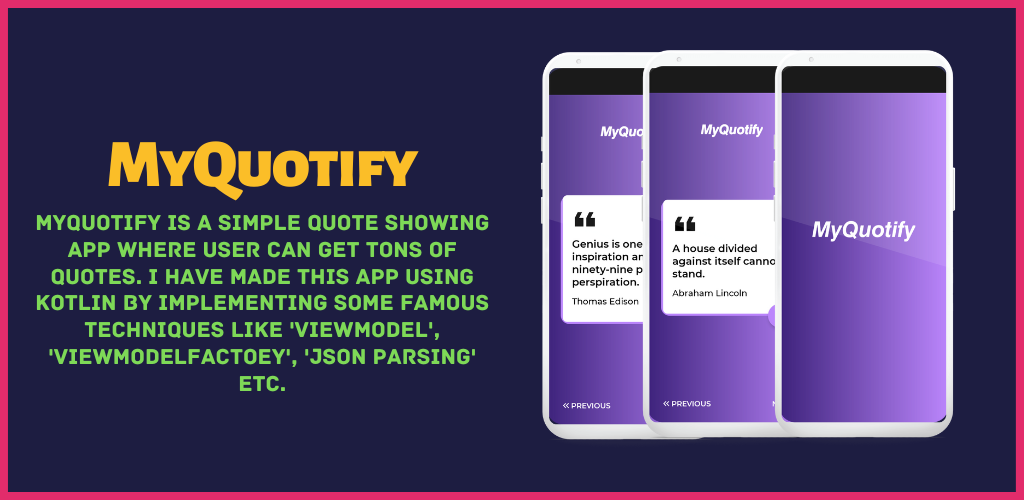 MyQuotify
MYQUOTIFY IS A SIMPLE QUOTE SHOWING
APP WHERE USER CAN GET TONS OF
QUOTES. I HAVE MADE THIS APP USING
KOTLIN BY IMPLEMENTING SOME FAMOUS
TECHNIQUES LIKE 'VIEWMODEL',
'VIEWMODELFACTOEY', 'JSON PARSING'
ETC.
MyQuo
Genius is one
inspiration an
ninety-nine p
perspiration.
Thomas Edison
« PREVIOUS
MyQuotify
A house divided
against itself canno
stand.
Abraham Lincoln
« PREVIOUS
MyQuotify